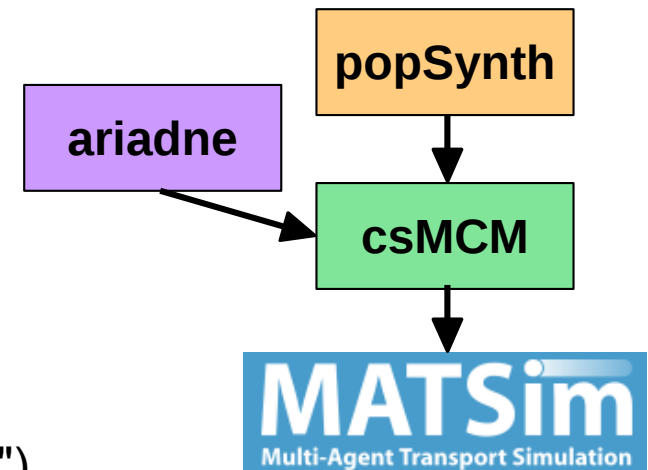 popSynth
ariadne
csMCM
MATSim
Multi-Agent Transport Simulation
")